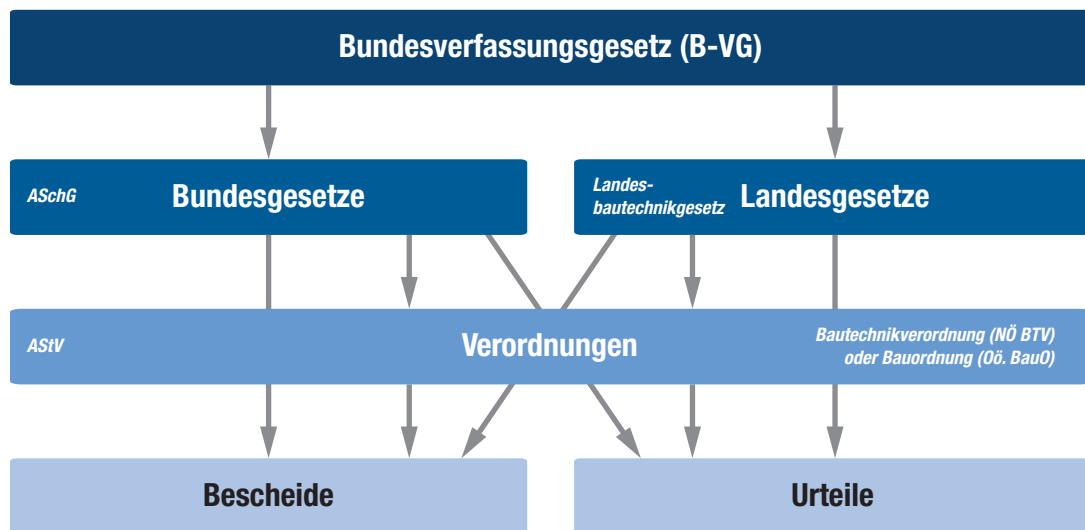 Bundesverfassungsgesetz (B-VG)
ASchG
Bundesgesetze
Landes-
bautechnikgesetz
Landesgesetze
AStV
Verordnungen
Bautechnikverordnung (NÖ BTV)
oder Bauordnung (Oö. BauO)
Bescheide
Urteile